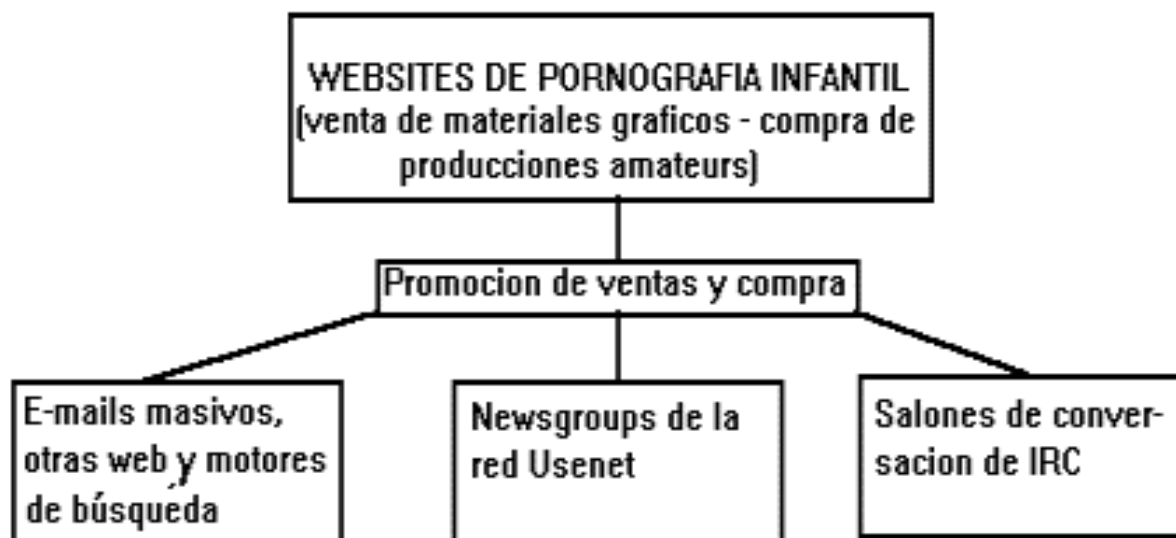 WEBSITES DE PORNOGRAFIA INFANTIL
(venta de materiales graficos - compra de
producciones amateurs)
Promocion de ventas y compra
E-mails masivos,
otras web y motores
de búsqueda
Newsgroups de la
red Usenet
Salones de conver-
sacion de IRC